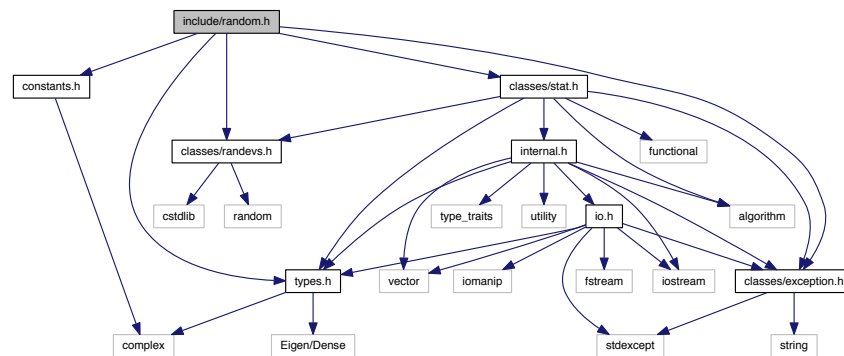 include/random.h
constants.h
classes/stat.h
classes/randevs.h
internal.h
functional
cstdlib
random
type_traits
utility
io.h
algorithm
types.h
vector
iomanip
fstream
iostream
classes/exception.h
complex
Eigen/Dense
stdexcept
string